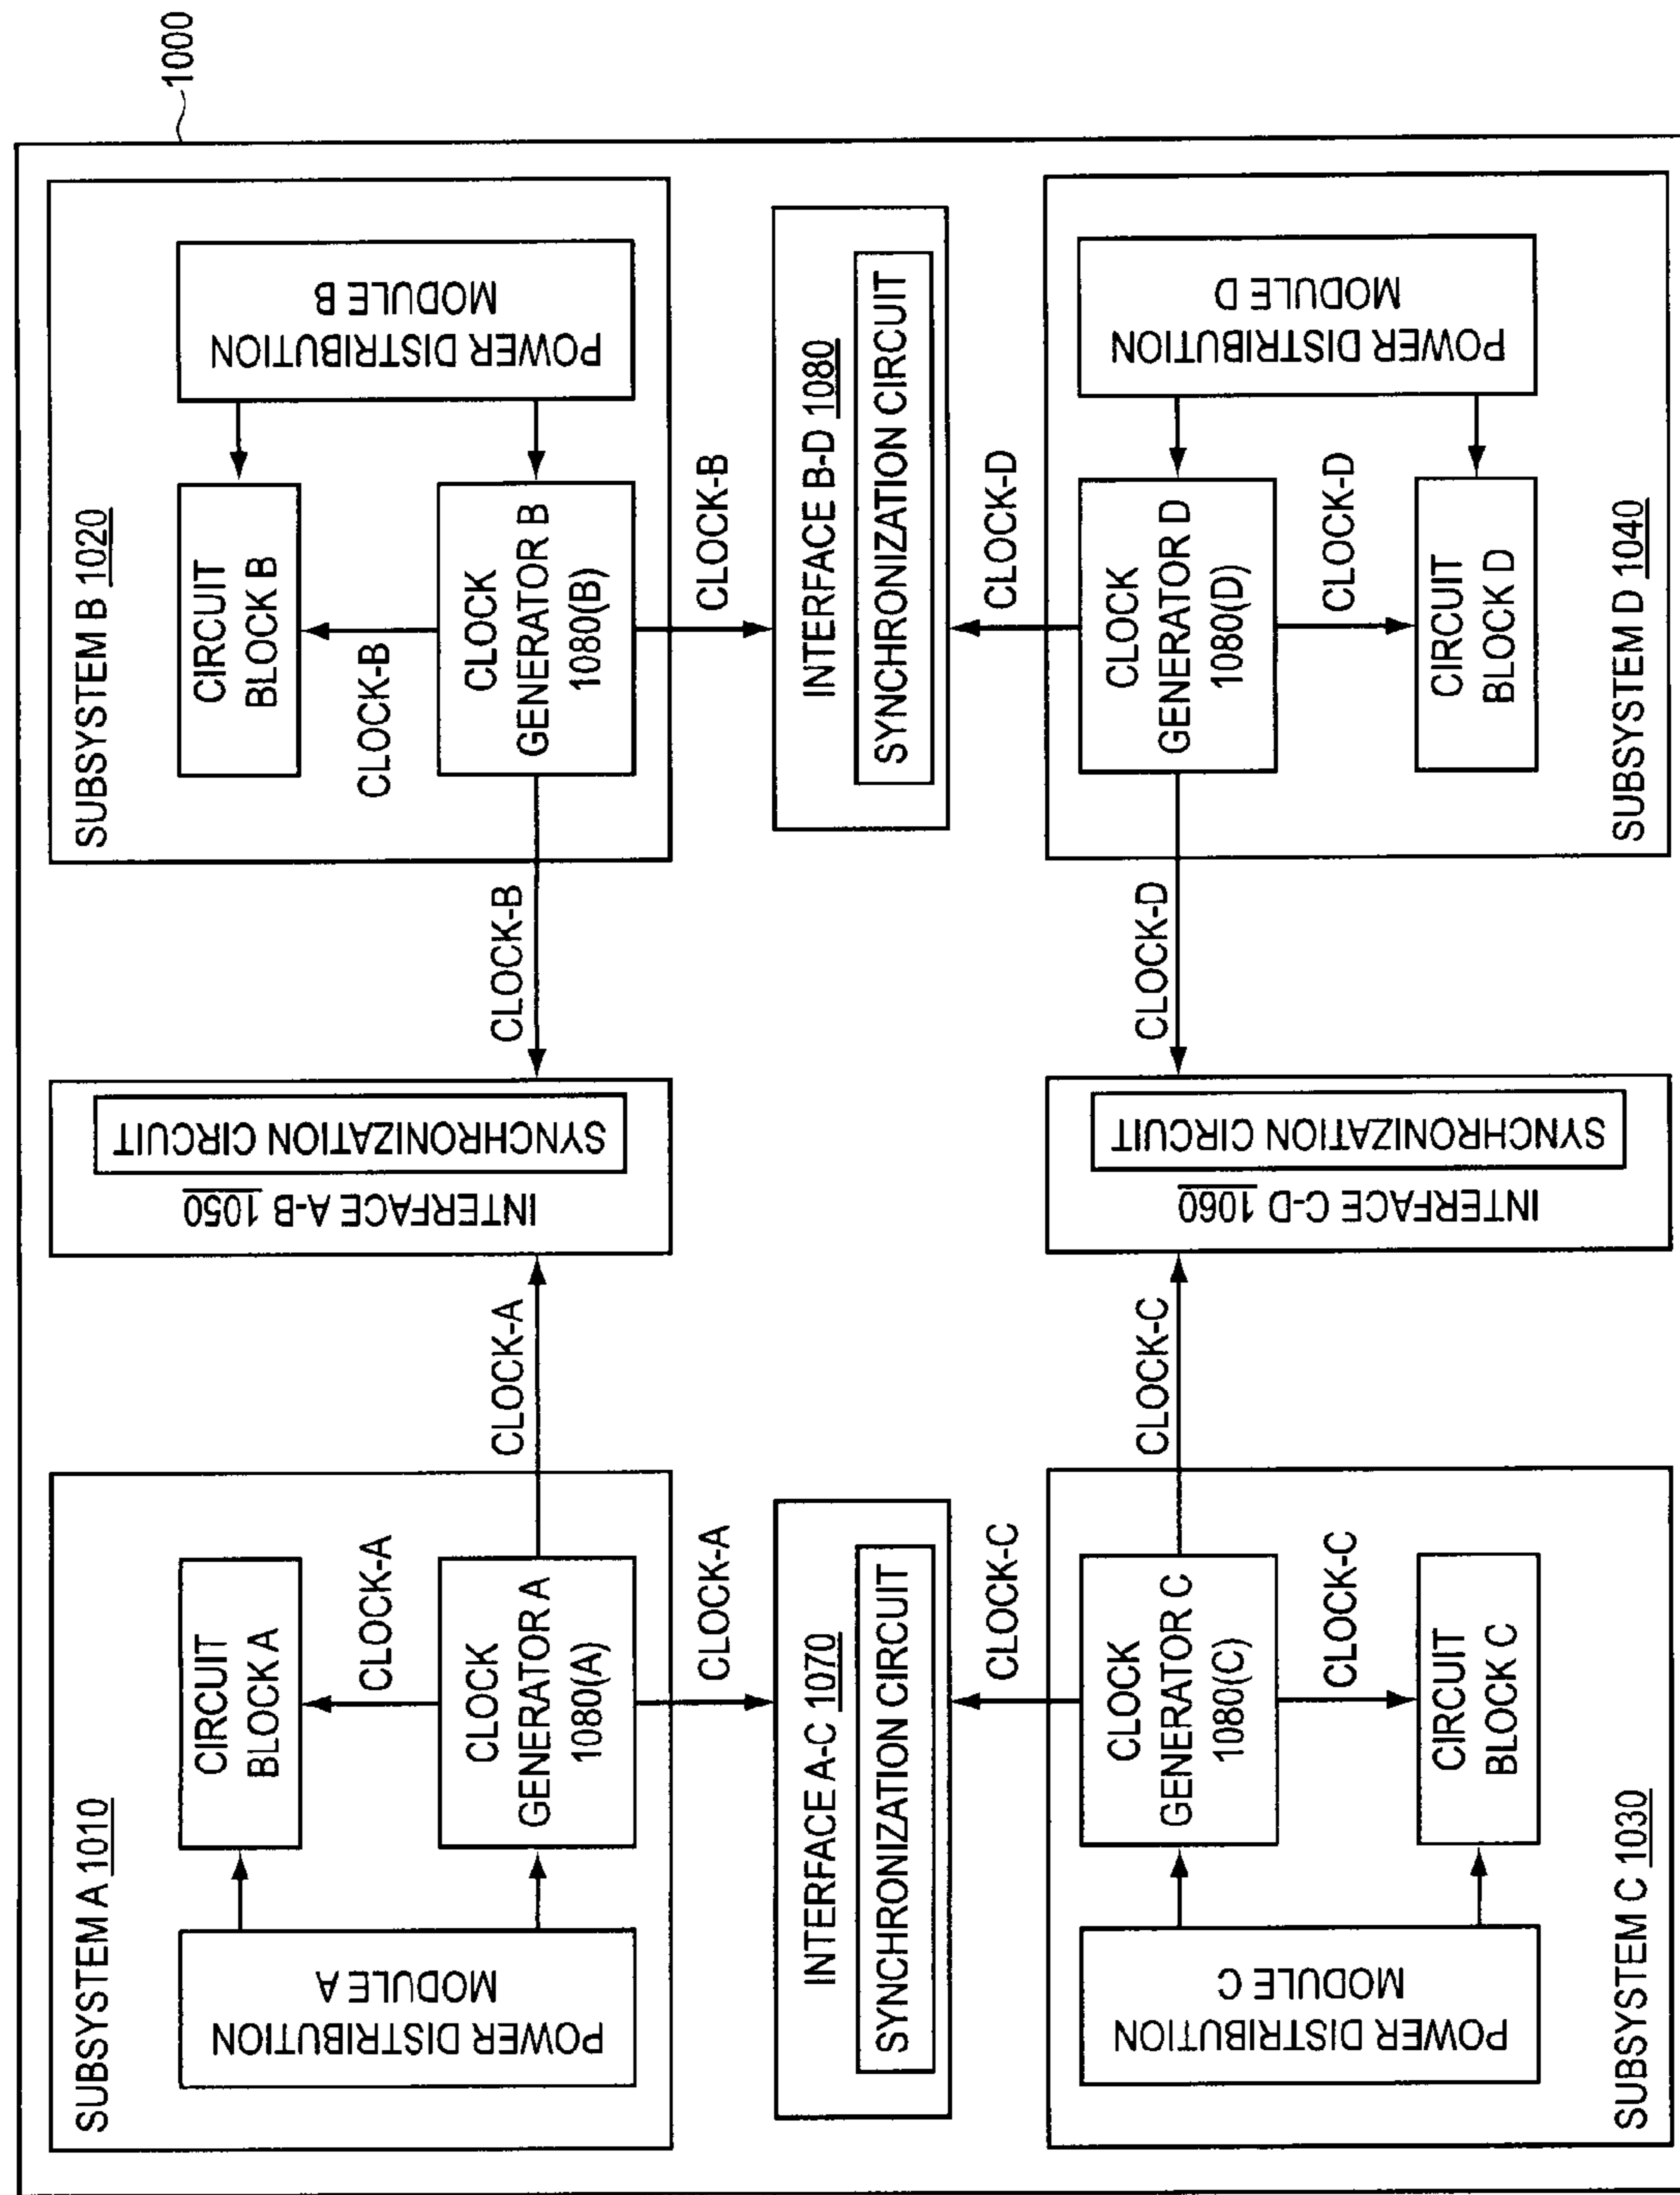 1000
SUBSYSTEM A 1010
POWER DISTRIBUTION
MODULE A
CIRCUIT
BLOCK A
CLOCK-A
CLOCK
GENERATOR A
1080(A)
CLOCK-A
CLOCK-A
INTERFACE A-B 1050
SYNCHRONIZATION CIRCUIT
CLOCK-B
SUBSYSTEM B 1020
CIRCUIT
BLOCK B
CLOCK-B
CLOCK
GENERATOR B
1080(B)
POWER DISTRIBUTION
MODULE B
CLOCK-B
INTERFACE A-C 1070
SYNCHRONIZATION CIRCUIT
INTERFACE B-D 1080
SYNCHRONIZATION CIRCUIT
CLOCK-C
POWER DISTRIBUTION
MODULE C
CLOCK
GENERATOR C
1080(C)
CLOCK-C
CIRCUIT
BLOCK C
SUBSYSTEM C 1030
CLOCK-C
INTERFACE C-D 1060
SYNCHRONIZATION CIRCUIT
CLOCK-D
CLOCK-D
CLOCK
GENERATOR D
1080(D)
CLOCK-D
CIRCUIT
BLOCK D
POWER DISTRIBUTION
MODULE D
SUBSYSTEM D 1040